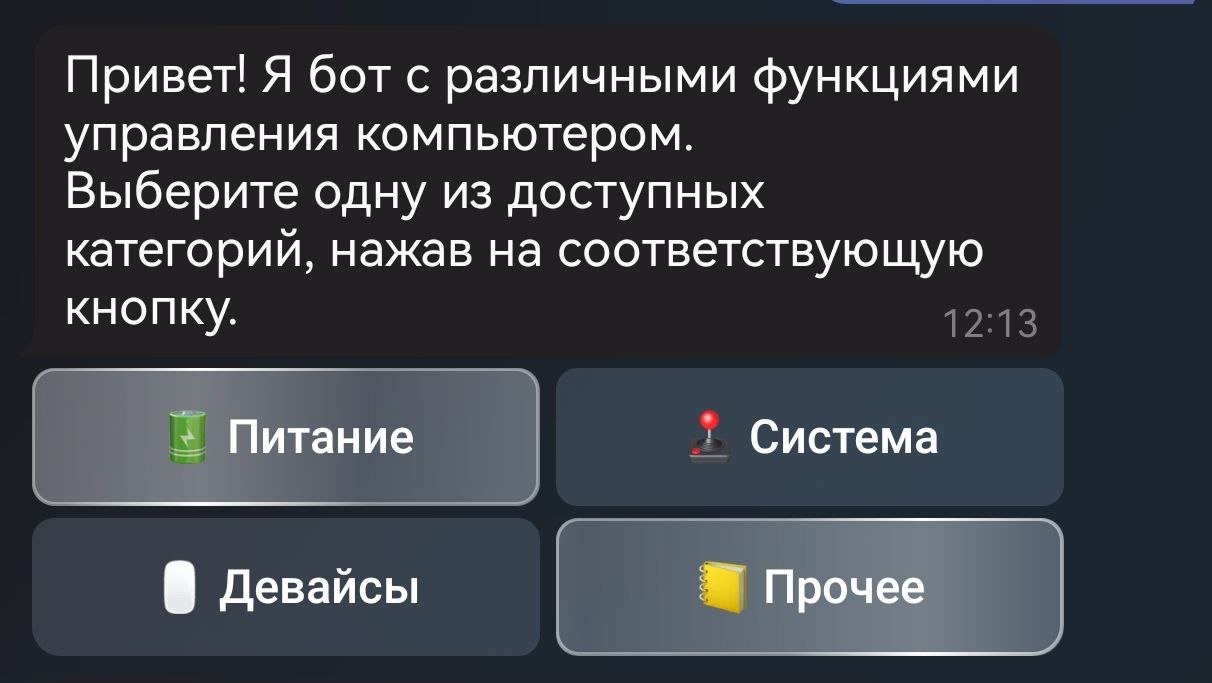 Привет! Я бот с различными функциями
управления компьютером.
Выберите одну из доступных
категорий, нажав на соответствующую
кнопку.
12:13
Питание
Система
Девайсы
Прочее